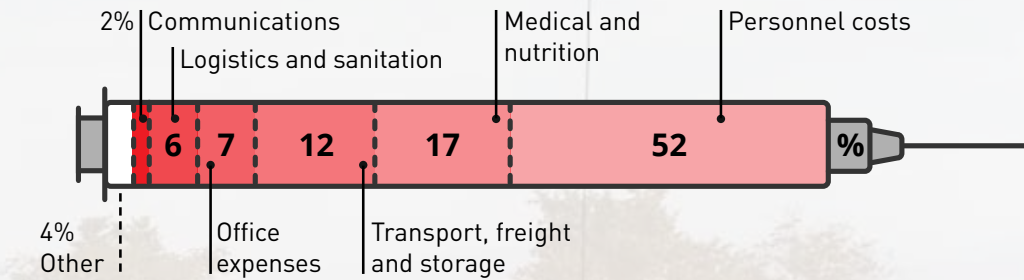 2% Communications
Logistics and sanitation
Medical and
nutrition
Personnel costs
6 7 12 17 52 %
4%
Other
Office
expenses
Transport, freight
and storage